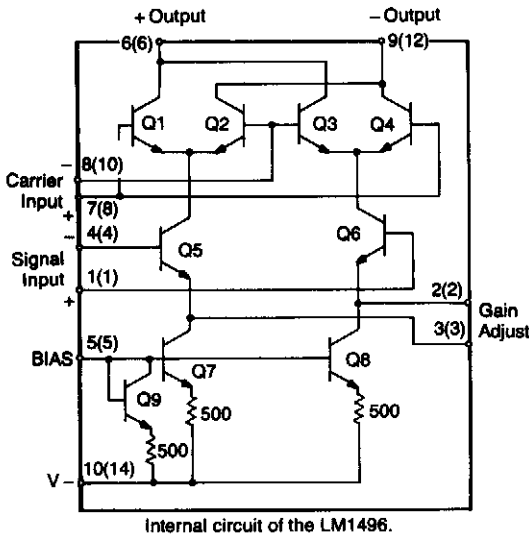 + Output
− Output
6(6)
9(12)
Q1
Q2
Q3
Q4
−
8(10)
Carrier
Input
7(8)
+
−
4(4)
Q5
Q6
Signal
Input
1(1)
+
2(2)
Gain
Adjust
3(3)
5(5)
BIAS
Q7
Q8
Q9
500
500
500
10(14)
V −
Internal circuit of the LM1496.